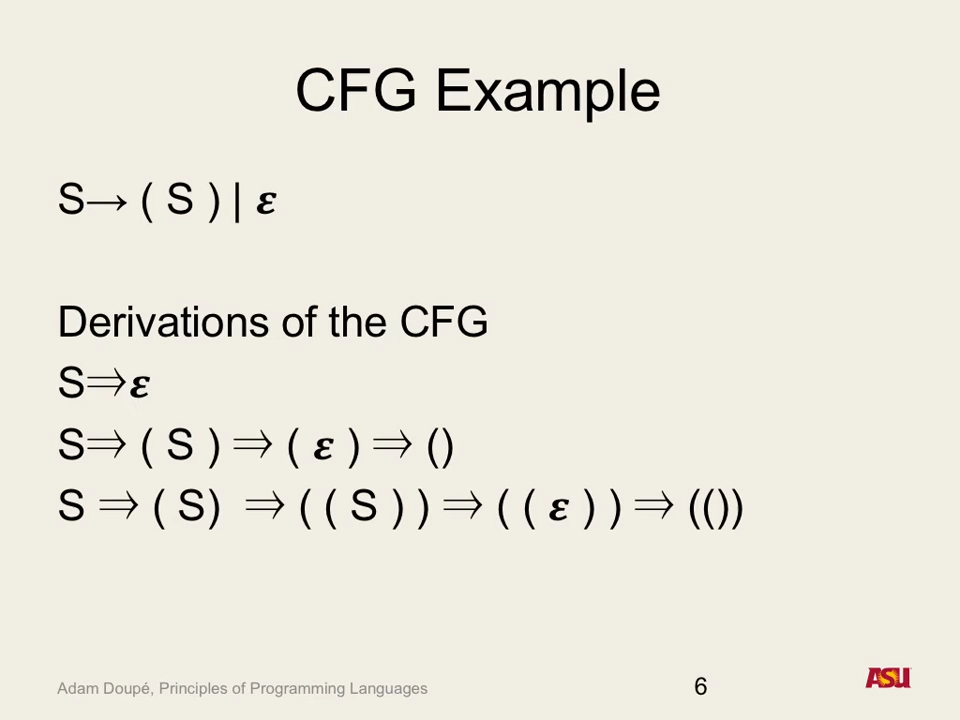 CFG Example
S→ ( S ) | 𝜺
Derivations of the CFG
S⇒𝜺
S⇒ ( S ) ⇒ ( 𝜺 ) ⇒ ()
S ⇒ ( S) ⇒ ( ( S ) ) ⇒ ( ( 𝜺 ) ) ⇒ (())
Adam Doupé, Principles of Programming Languages
6
ASU